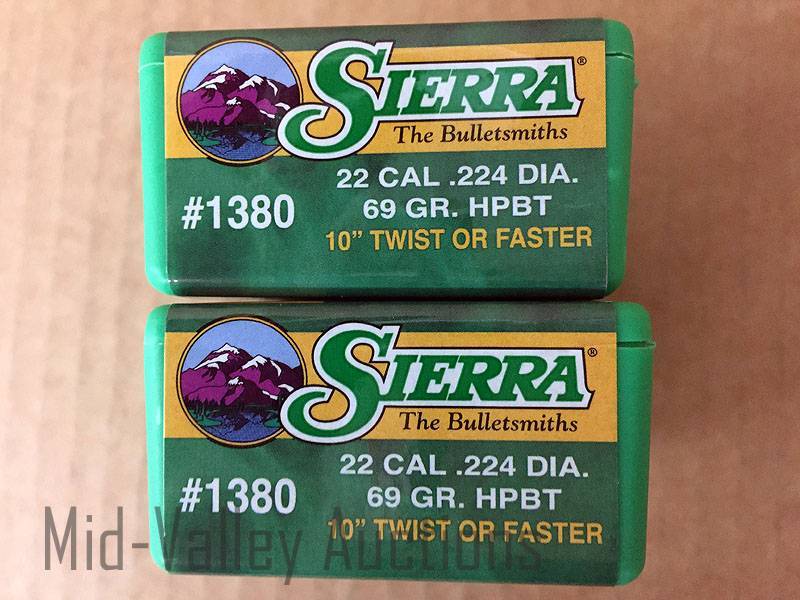 SIERRA®
The Bulletsmiths
22 CAL .224 DIA.
#1380 69 GR. HPBT
10” TWIST OR FASTER
SIERRA®
The Bulletsmiths
22 CAL .224 DIA.
#1380 69 GR. HPBT
10” TWIST OR FASTER
Mid-Valley Auctions